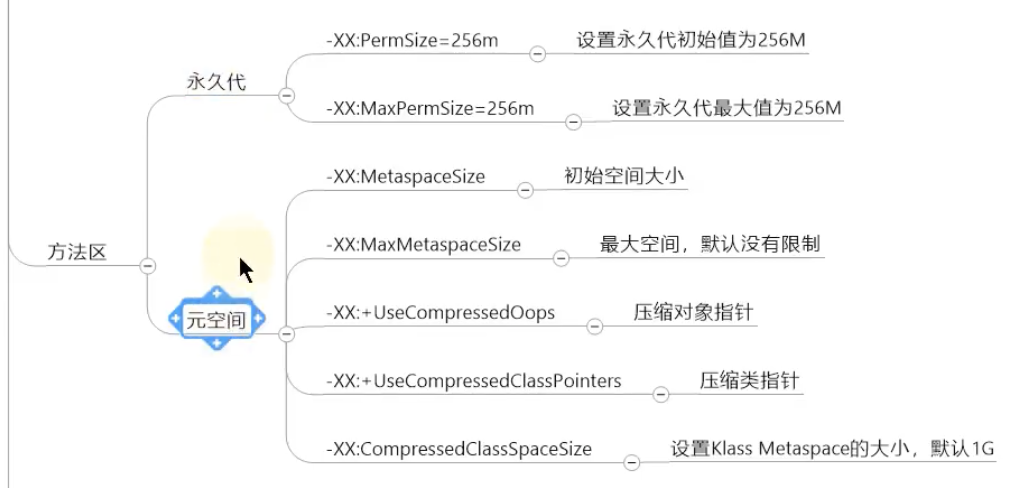 方法区
永久代
-XX:PermSize=256m
设置永久代初始值为256M
-XX:MaxPermSize=256m
设置永久代最大值为256M
元空间
-XX:MetaspaceSize
初始空间大小
-XX:MaxMetaspaceSize
最大空间，默认没有限制
-XX:+UseCompressedOops
压缩对象指针
-XX:+UseCompressedClassPointers
压缩类指针
-XX:CompressedClassSpaceSize
设置Klass Metaspace的大小，默认1G